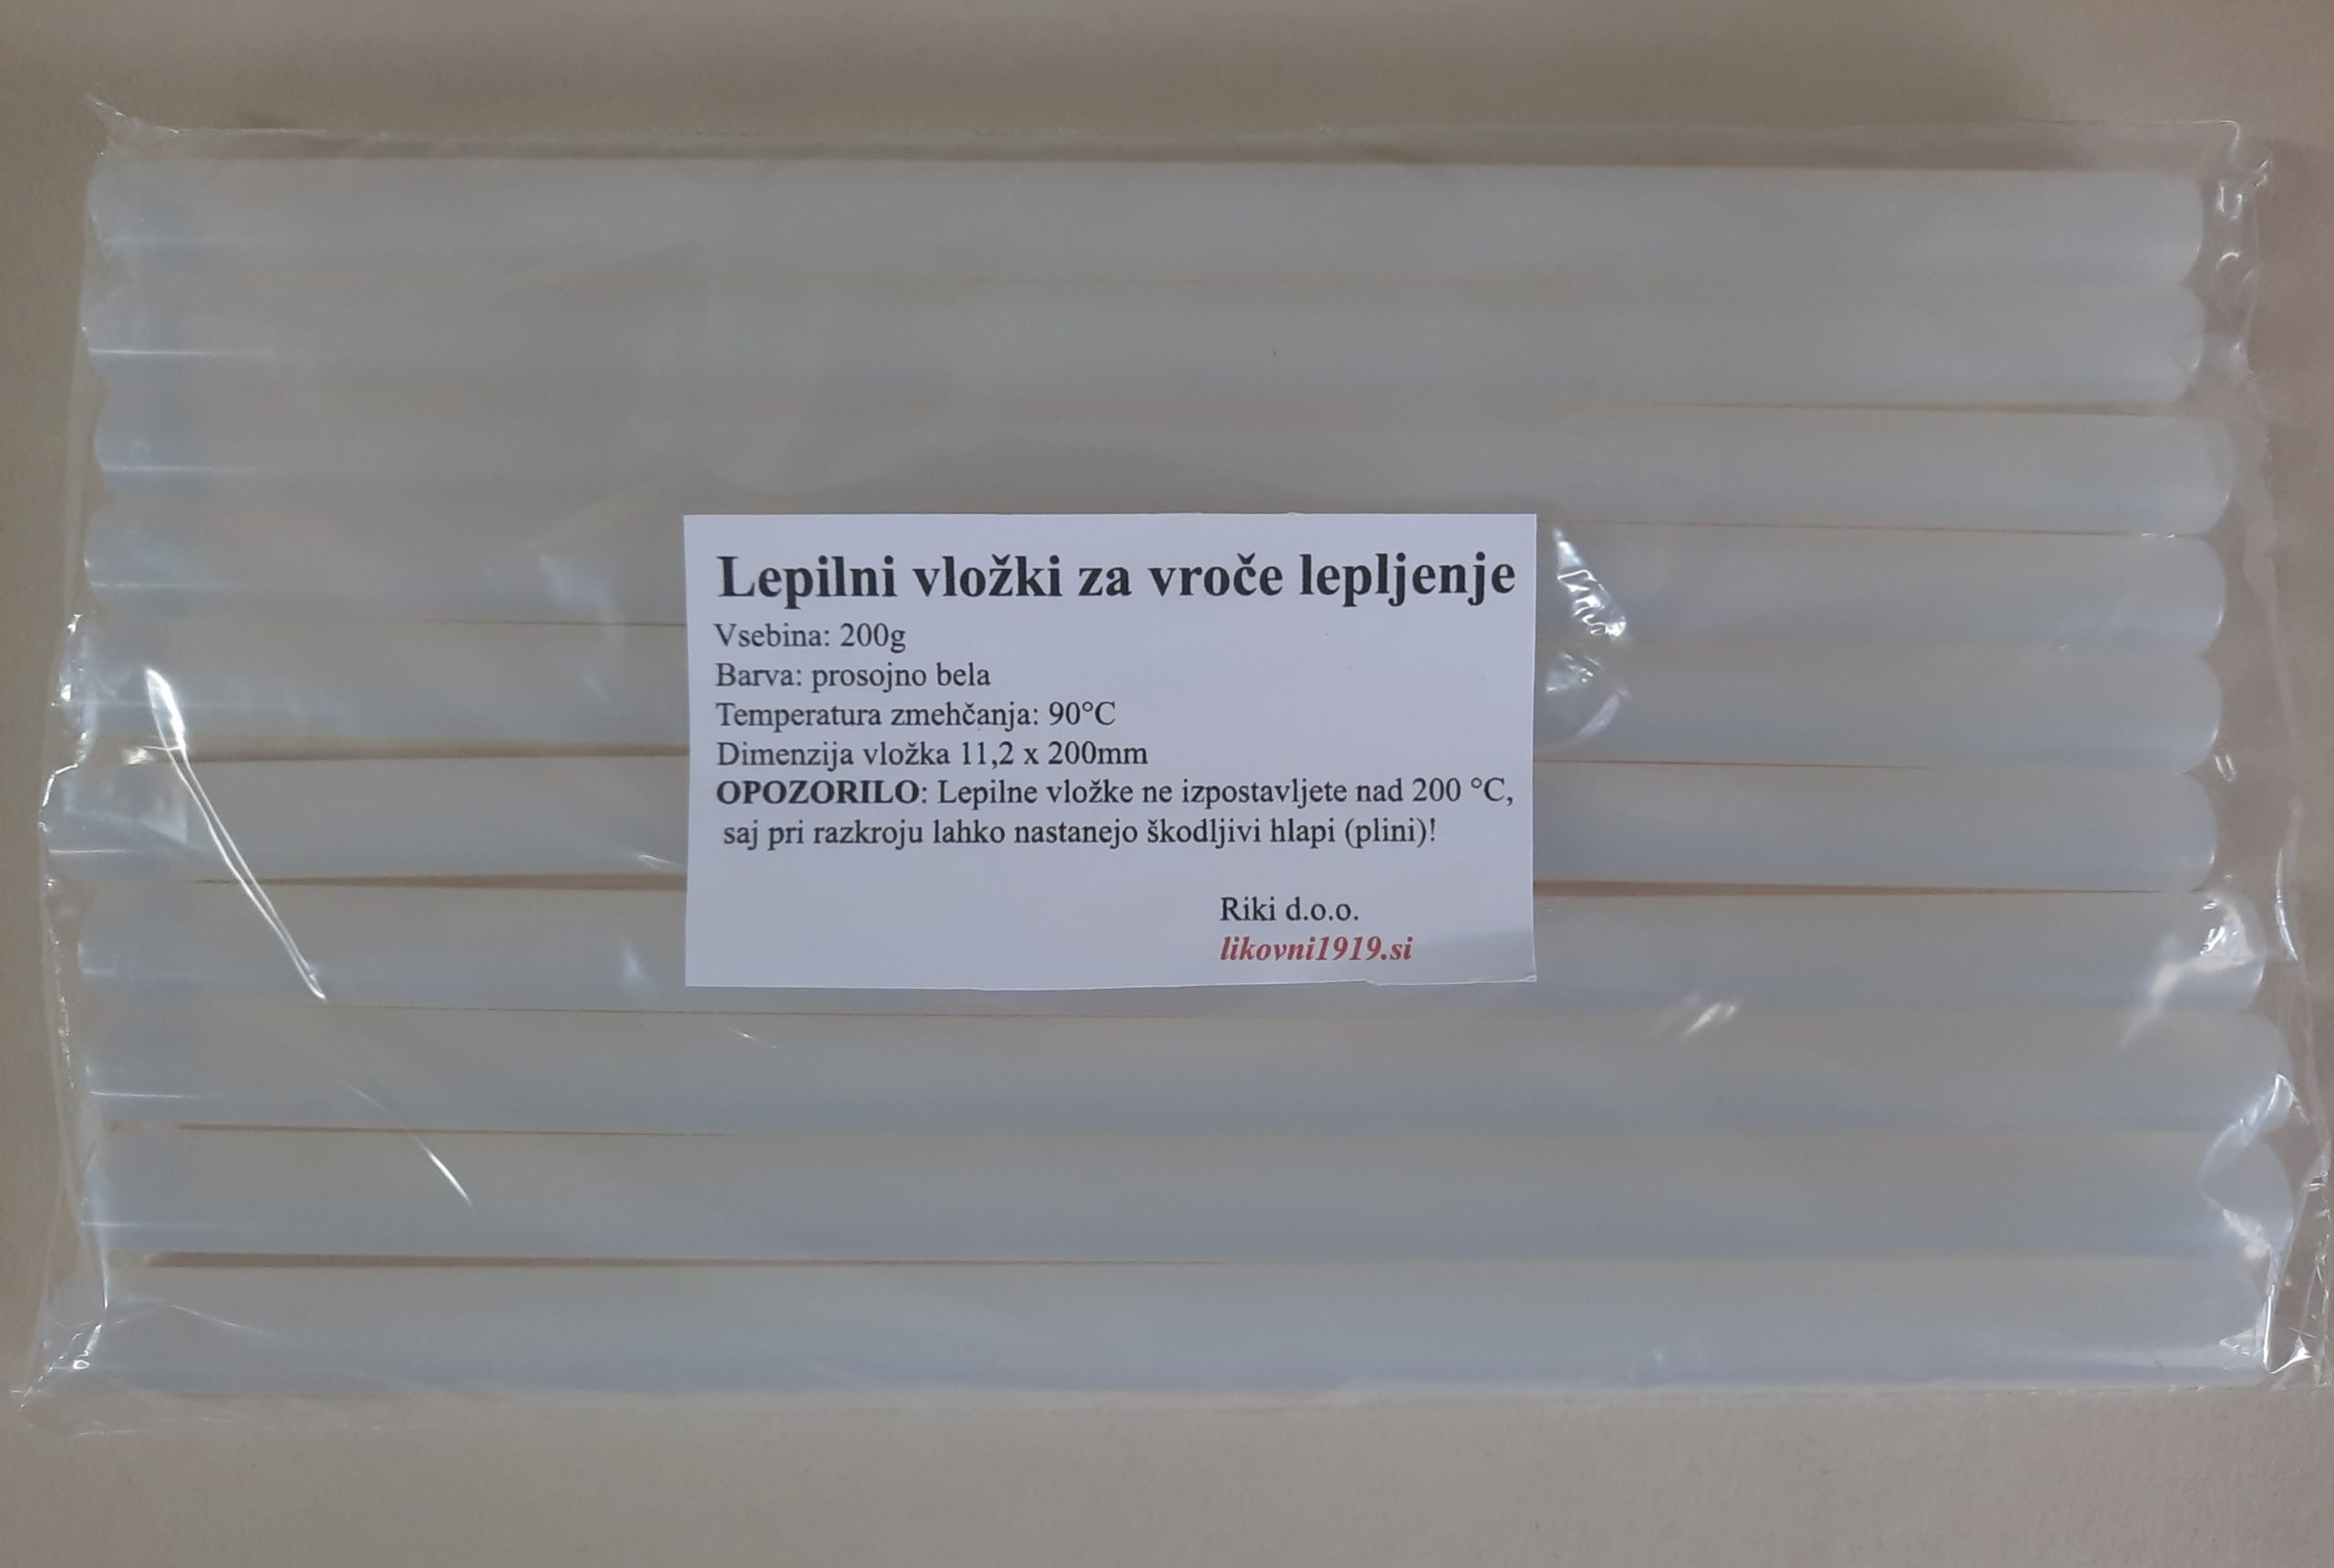 Lepilni vložki za vroče lepljenje
Vsebina: 200g
Barva: prosojno bela
Temperatura zmehčanja: 90°C
Dimenzija vložka 11,2 x 200mm
OPOZORILO: Lepilne vložke ne izpostavljete nad 200 °C,
saj pri razkroju lahko nastanejo škodljivi hlapi (plini)!
Riki d.o.o.
likovni1919.si